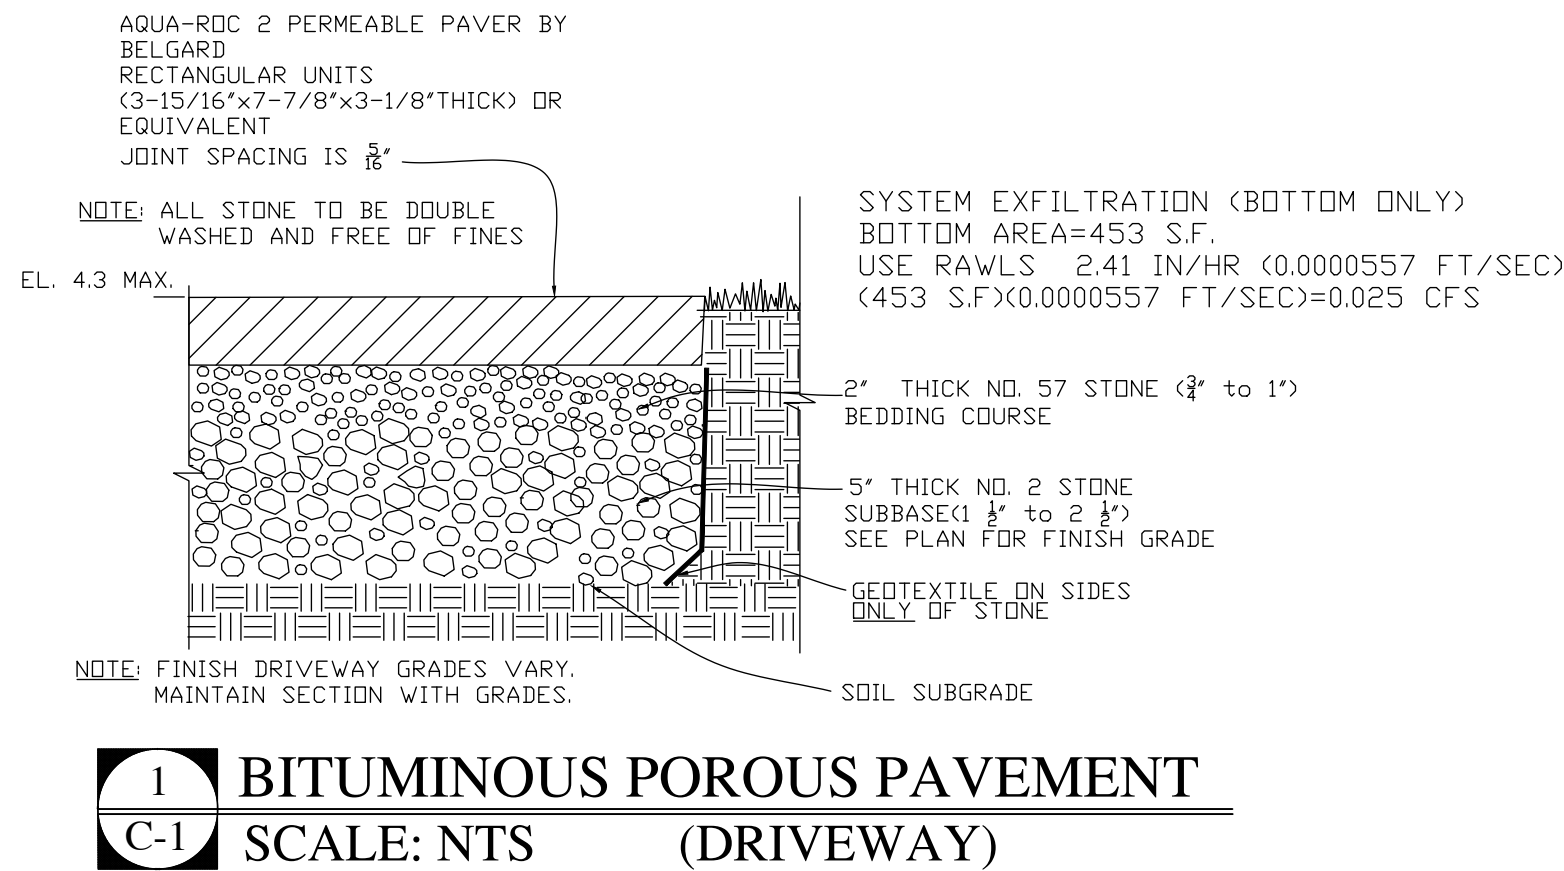 AQUA-ROC 2 PERMEABLE PAVER BY
BELGARD
RECTANGULAR UNITS
(3-15/16"x7-7/8"x3-1/8"THICK) OR
EQUIVALENT
JOINT SPACING IS 5/16"
NOTE: ALL STONE TO BE DOUBLE
WASHED AND FREE OF FINES
EL. 4.3 MAX.
SYSTEM EXFILTRATION (BOTTOM ONLY)
BOTTOM AREA=453 S.F.
USE RAWLS 2.41 IN/HR (0.0000557 FT/SEC)
(453 S.F)(0.0000557 FT/SEC)=0.025 CFS
2" THICK NO. 57 STONE (3/4" to 1")
BEDDING COURSE
5" THICK NO. 2 STONE
SUBBASE(1 1/2" to 2 1/2")
SEE PLAN FOR FINISH GRADE
GEOTEXTILE ON SIDES
ONLY OF STONE
SOIL SUBGRADE
NOTE: FINISH DRIVEWAY GRADES VARY.
MAINTAIN SECTION WITH GRADES.
1
C-1
BITUMINOUS POROUS PAVEMENT
SCALE: NTS (DRIVEWAY)